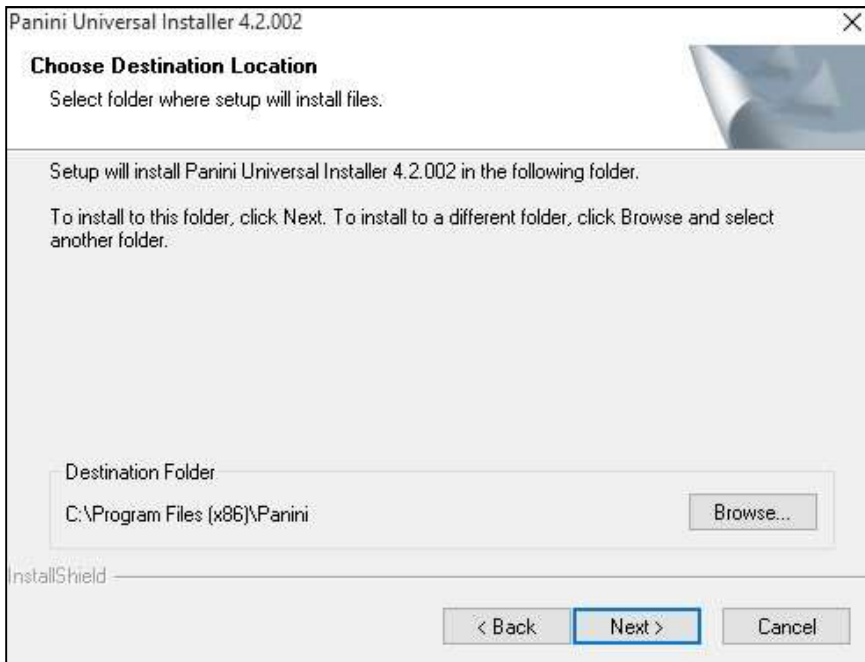 Panini Universal Installer 4.2.002
Choose Destination Location
Select folder where setup will install files.
Setup will install Panini Universal Installer 4.2.002 in the following folder.
To install to this folder, click Next. To install to a different folder, click Browse and select
another folder.
Destination Folder
C:\Program Files (x86)\Panini
Browse...
InstallShield
< Back
Next >
Cancel